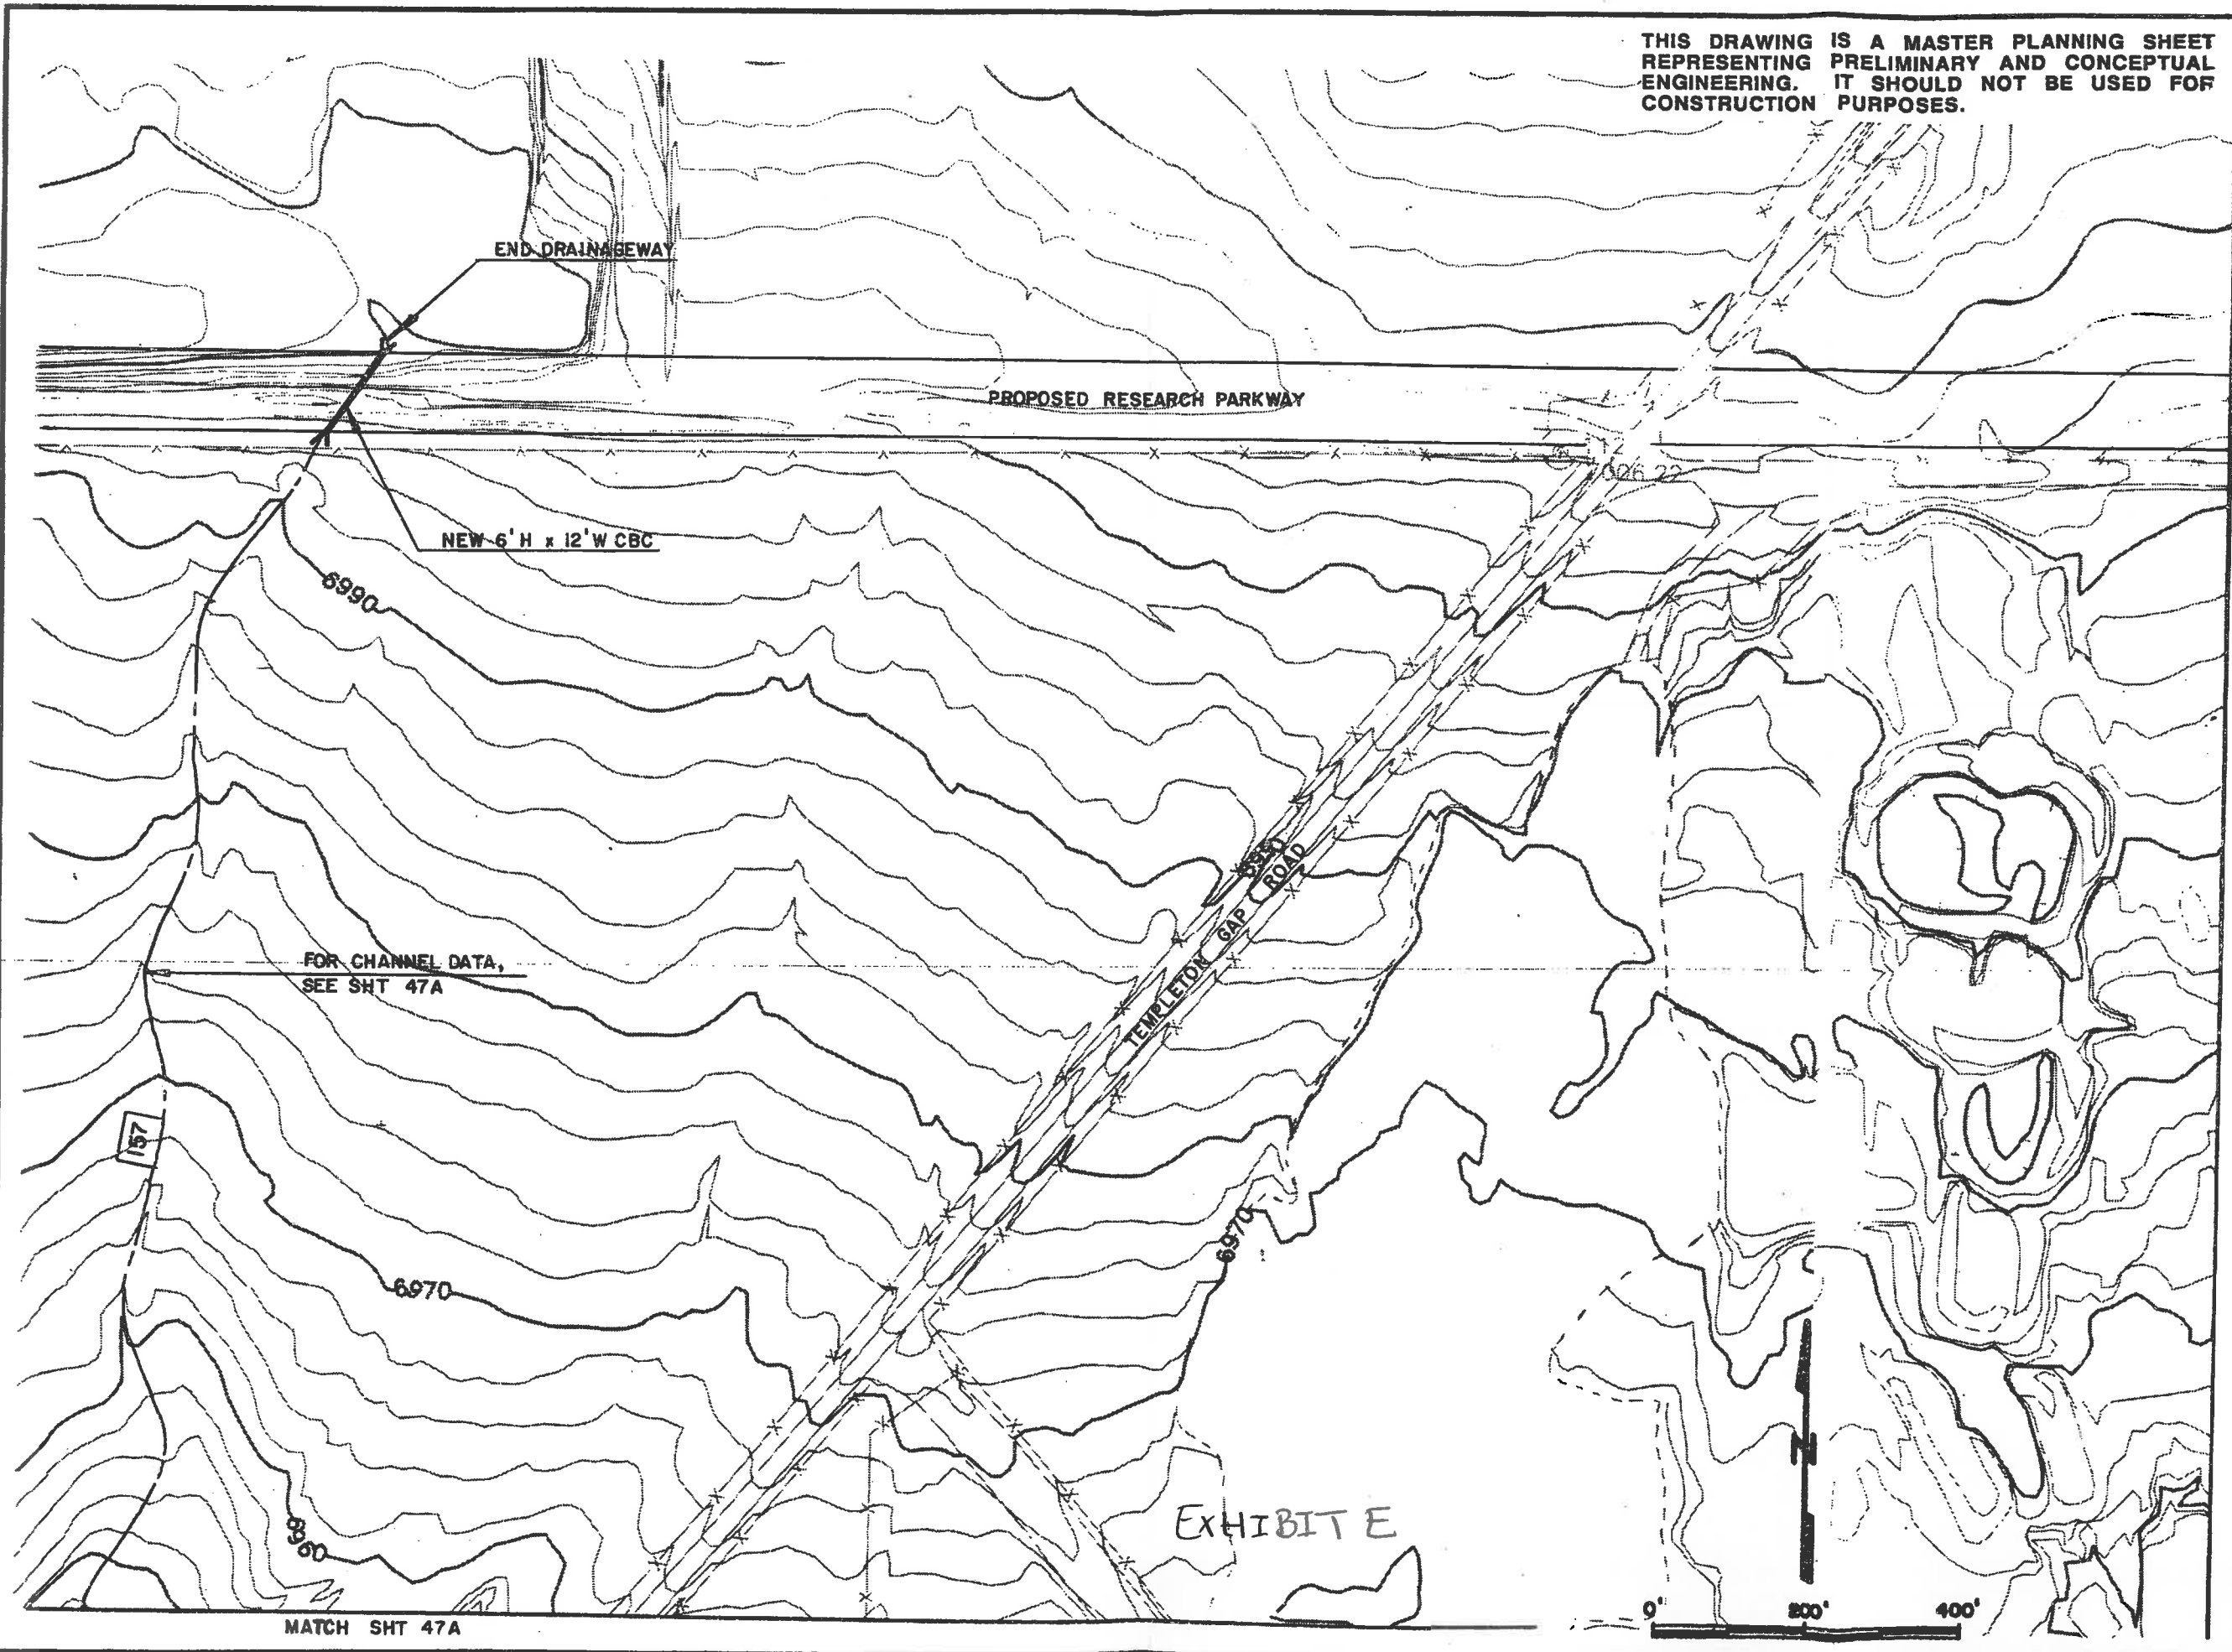 THIS DRAWING IS A MASTER PLANNING SHEET
REPRESENTING PRELIMINARY AND CONCEPTUAL
ENGINEERING. IT SHOULD NOT BE USED FOR
CONSTRUCTION PURPOSES.
END DRAINAGEWAY
PROPOSED RESEARCH PARKWAY
NEW 6'H x 12'W CBC
6990
6990
TEMPLETON GAP ROAD
FOR CHANNEL DATA,
SEE SHT 47A
157
6970
6970
N
EXHIBIT E
6960
0' 200' 400'
MATCH SHT 47A